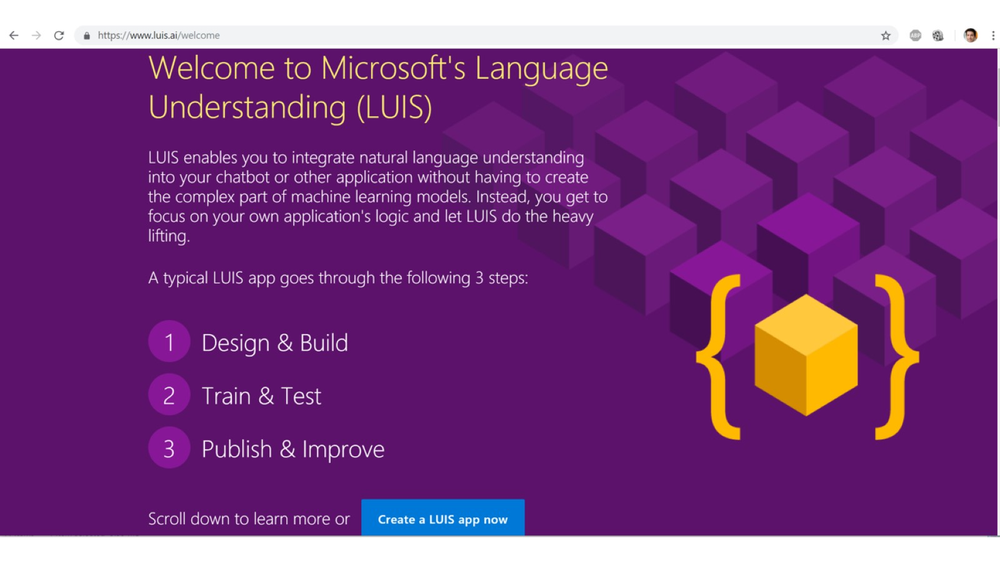 https://www.luis.ai/welcome
ABP
Welcome to Microsoft's Language
Understanding (LUIS)
LUIS enables you to integrate natural language understanding
into your chatbot or other application without having to create
the complex part of machine learning models. Instead, you get to
focus on your own application's logic and let LUIS do the heavy
lifting.
A typical LUIS app goes through the following 3 steps:
1 Design & Build
2 Train & Test
3 Publish & Improve
Scroll down to learn more or Create a LUIS app now